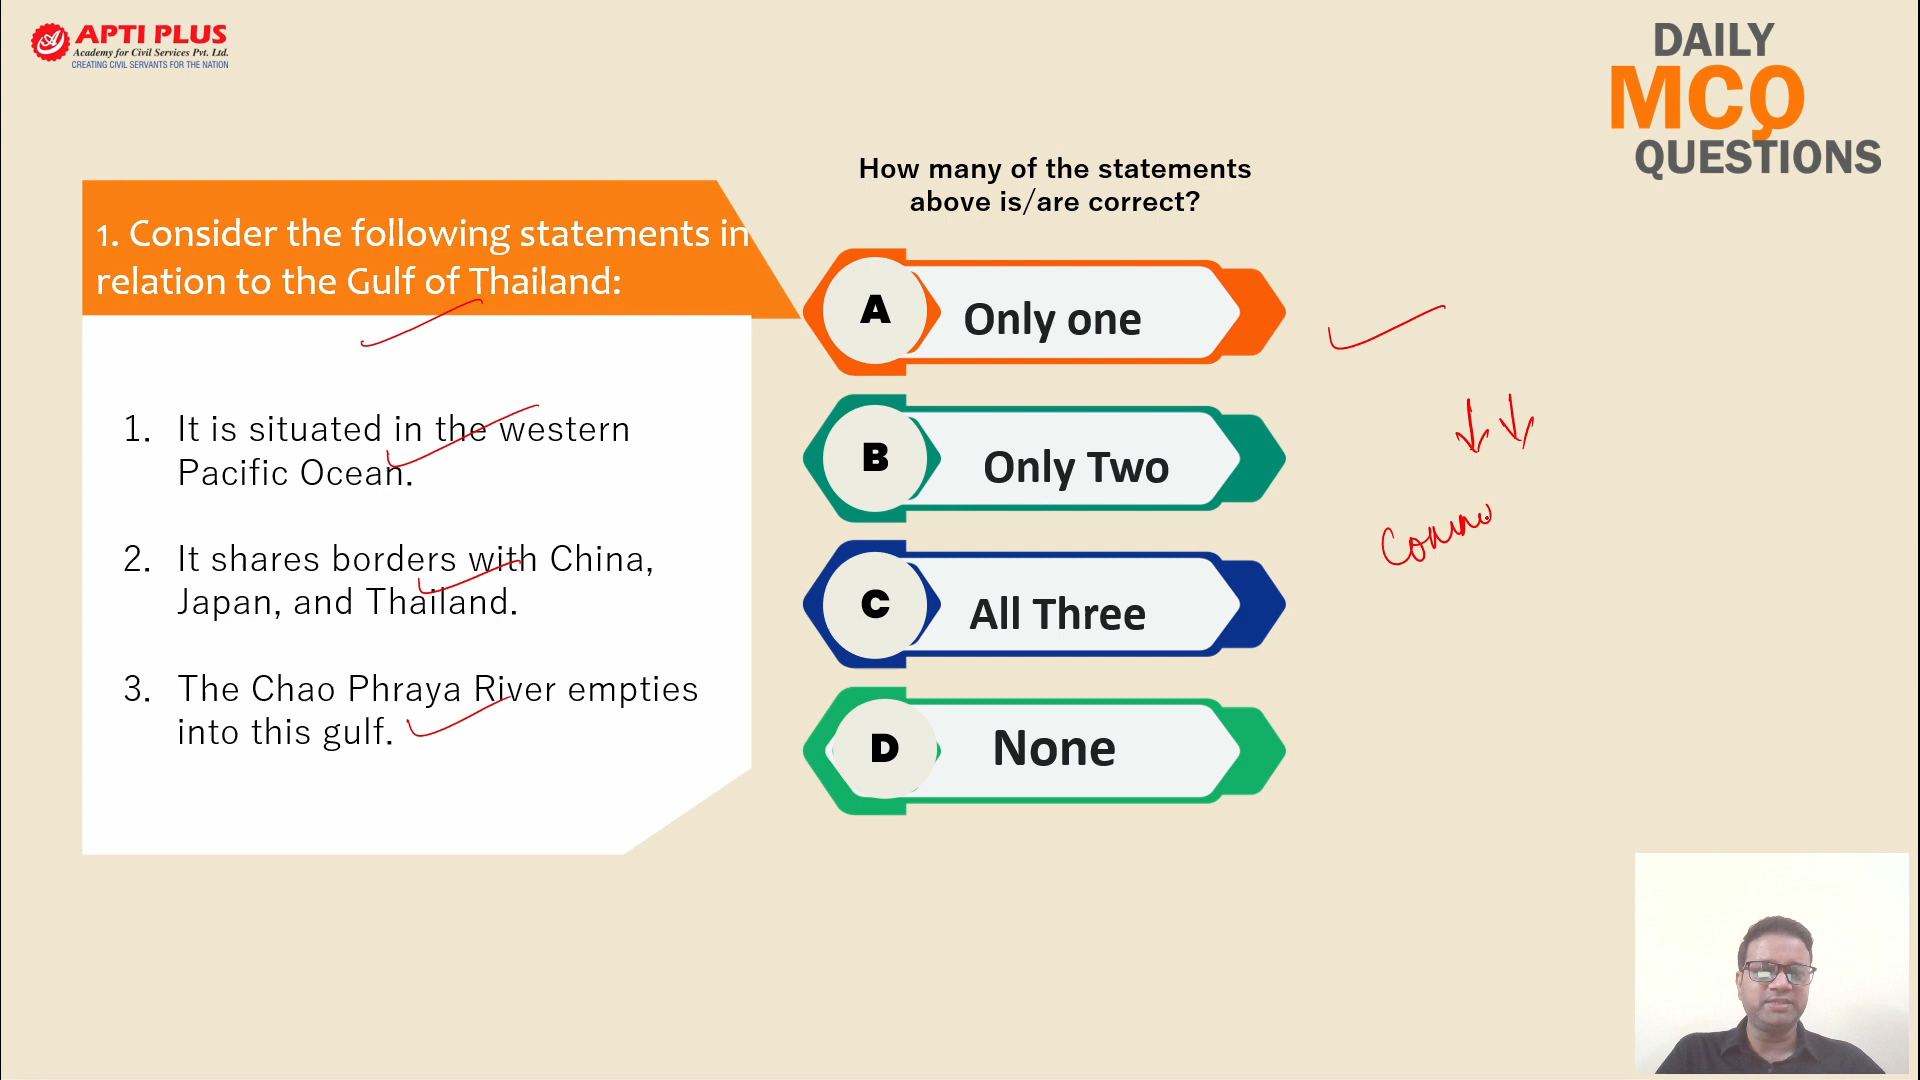 APTI PLUS
Academy for Civil Services Pvt. Ltd.
CREATING CIVIL SERVANTS FOR THE NATION
DAILY
MCQ
QUESTIONS
1. Consider the following statements in
relation to the Gulf of Thailand:
1. It is situated in the western
Pacific Ocean.
2. It shares borders with China,
Japan, and Thailand.
3. The Chao Phraya River empties
into this gulf.
How many of the statements
above is/are correct?
A Only one
B Only Two
C All Three
D None